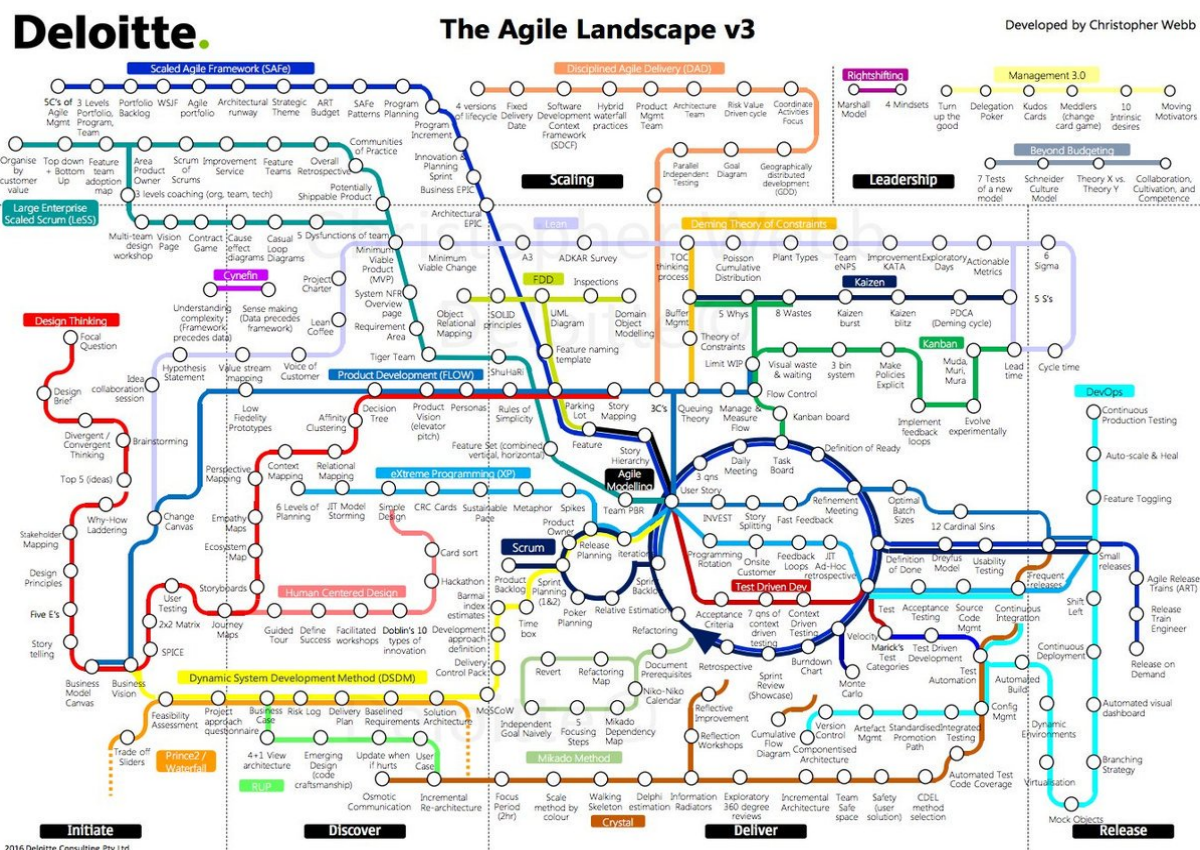 Deloitte.
The Agile Landscape v3
Developed by Christopher Webb
Scaled Agile Framework (SAFe)
5C's of
Agile
Mgmt
3 Levels
Portfolio,
Program,
Team
Portfolio
Backlog
WSJF
Agile
portfolio
Architectural
runway
Strategic
Theme
ART
Budget
SAFe
Patterns
Program
Planning
Program
Increment
Innovation &
Planning
Sprint
Business EPIC
Architectural
EPIC
Disciplined Agile Delivery (DAD)
4 versions
of lifecycle
Fixed
Delivery
Date
Software
Development
Context
Framework
(SDCF)
Hybrid
waterfall
practices
Product
Mgmt
Team
Architecture
Team
Risk Value
Driven cycle
Coordinate
Activities
Focus
Parallel
Independent
Testing
Goal
Diagram
Geographically
distributed
development
(GDD)
Scaling
Rightshifting
Marshall
Model
4 Mindsets
Management 3.0
Turn
up the
good
Delegation
Poker
Kudos
Cards
Meddlers
(change
card game)
10
Intrinsic
desires
Moving
Motivators
Beyond Budgeting
7 Tests
of a new
model
Schneider
Culture
Model
Theory X vs.
Theory Y
Collaboration,
Cultivation, and
Competence
Leadership
Organise
by
customer
value
Top down
+ Bottom
Up
Feature
team
adoption
map
Area
Product
Owner
Scrum
of
Scrums
Improvement
Service
Feature
Teams
Overall
Retrospective
Communities
of Practice
3 levels coaching (org, team, tech)
Potentially
Shippable Product
Large Enterprise
Scaled Scrum (LeSS)
Multi-team
design
workshop
Vision
Page
Contract
Game
Cause
effect
diagrams
Casual
Loop
Diagrams
5 Dysfunctions of team
Minimum
Viable
Product
(MVP)
System NFR
Overview
page
Requirement
Area
Tiger Team
ShuHaRi
Lean
Minimum
Viable Change
A3
ADKAR Survey
Project
Charter
Lean
Coffee
Deming Theory of Constraints
TOC
thinking
process
Poisson
Cumulative
Distribution
Plant Types
Team
eNPS
Improvement
KATA
Exploratory
Days
Actionable
Metrics
6
Sigma
5 S's
Cynefin
Understanding
complexity
(Framework
precedes data)
Sense making
(Data precedes
framework)
FDD
Object
Relational
Mapping
SOLID
principles
UML
Diagram
Inspections
Domain
Object
Modelling
Feature naming
template
Kaizen
Buffer
Mgmt
5 Whys
8 Wastes
Kaizen
burst
Kaizen
blitz
PDCA
(Deming cycle)
Theory of
Constraints
Limit WIP
Kanban
Visual waste
& waiting
3 bin
system
Make
Policies
Explicit
Muda,
Muri,
Mura
Lead
time
Cycle time
Implement
feedback
loops
Evolve
experimentally
Flow Control
Kanban board
Design Thinking
Focal
Question
Design
Brief
Divergent /
Convergent
Thinking
Brainstorming
Top 5 (ideas)
Why-How
Laddering
Stakeholder
Mapping
Design
Principles
Five E's
Story
telling
Business
Model
Canvas
Business
Vision
SPICE
2x2 Matrix
User
Testing
Storyboards
Journey
Maps
Ecosystem
Map
Empathy
Maps
Perspective
Mapping
Context
Mapping
Relational
Mapping
Affinity
Clustering
Idea
collaboration
session
Hypothesis
Statement
Value stream
mapping
Voice of
Customer
Change
Canvas
Product Development (FLOW)
Low
Fidelity
Prototypes
Decision
Tree
Product
Vision
(elevator
pitch)
Personas
Rules of
Simplicity
Parking
Lot
Story
Mapping
3C's
Queuing
Theory
Manage &
Measure
Flow
Feature Set (combined,
vertical, horizontal)
Feature
Story
Hierarchy
Agile
Modelling
Team PBR
User Story
eXtreme Programming (XP)
6 Levels of
Planning
JIT Model
Storming
Simple
Design
CRC Cards
Sustainable
Pace
Metaphor
Spikes
Release
Planning
iteration
Card sort
Hackathon
Human Centered Design
Guided
Tour
Define
Success
Facilitated
workshops
Doblin's 10
types of
innovation
Scrum
Product
Owner
Product
Backlog
Sprint
Planning
(1&2)
Poker
Planning
Relative Estimation
Sprint
Backlog
3 qns
Daily
Meeting
Task
Board
Definition of Ready
Refinement
Meeting
Optimal
Batch
Sizes
12 Cardinal Sins
INVEST
Story
Splitting
Fast Feedback
Programming
Rotation
Onsite
Customer
Feedback
Loops
JIT
Ad-Hoc
retrospective
Definition
of Done
Dreyfus
Model
Usability
Testing
Frequent
releases
Small
releases
Test Driven Dev
Acceptance
Criteria
7 qns of
context
driven
testing
Context
Driven
Testing
Test
Acceptance
Testing
Source
Code
Mgmt
Continuous
Integration
Velocity
Marick's
Test
Categories
Test Driven
Development
Test
Automation
Refactoring
Retrospective
Sprint
Review
(Showcase)
Burndown
Chart
Monte
Carlo
DevOps
Continuous
Production Testing
Auto-scale & Heal
Feature Toggling
Shift
Left
Continuous
Deployment
Automated visual
dashboard
Branching
Strategy
Mock Objects
Virtualisation
Dynamic
Environments
Automated
Build
Config
Mgmt
Agile Release
Trains (ART)
Release
Train
Engineer
Release on
Demand
Version
Control
Artefact
Mgmt
Standardised
Promotion
Path
Integrated
Testing
Dynamic System Development Method (DSDM)
Feasibility
Assessment
Project
approach
questionnaire
Business
Case
Risk Log
Delivery
Plan
Baselined
Requirements
Solution
Architecture
MoSCoW
Delivery
Control Pack
Development
approach
definition
Barma
index
estimates
Time
box
Trade off
Sliders
Prince2 /
Waterfall
RUP
4+1 View
architecture
Emerging
Design
(code
craftsmanship)
Update when
if hurts
User
Case
Mikado Method
Revert
Refactoring
Map
Document
Prerequisites
Niko-Niko
Calendar
Independent
Goal Naively
5
Focusing
Steps
Mikado
Dependency
Map
Crystal
Osmotic
Communication
Incremental
Re-architecture
Focus
Period
(2hr)
Scale
method by
colour
Walking
Skeleton
Delphi
estimation
Information
Radiators
Exploratory
360 degree
reviews
Incremental
Architecture
Team
Safe
space
Safety
(user
solution)
CDEL
method
selection
Automated Test
Code Coverage
Reflective
Improvement
Reflection
Workshops
Cumulative
Flow
Diagram
Componentised
Architecture
Initiate
Discover
Deliver
Release
2016 Deloitte Consulting Pty Ltd